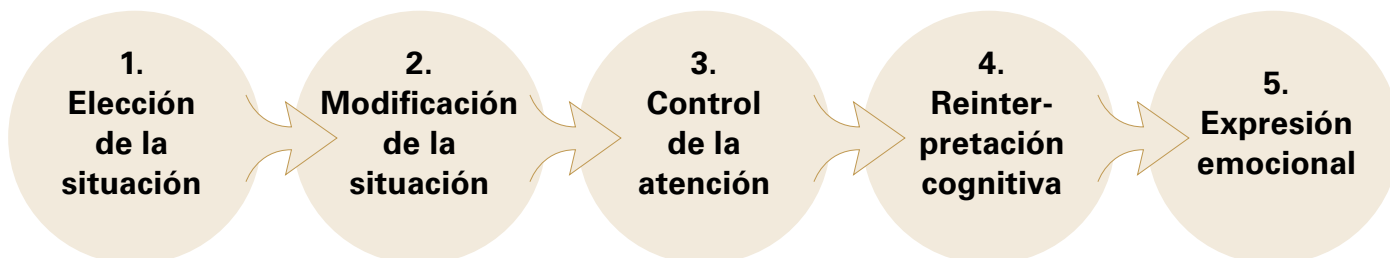 1.
Elección
de la
situación
2.
Modificación
de la
situación
3.
Control
de la
atención
4.
Reinter-
pretación
cognitiva
5.
Expresión
emocional